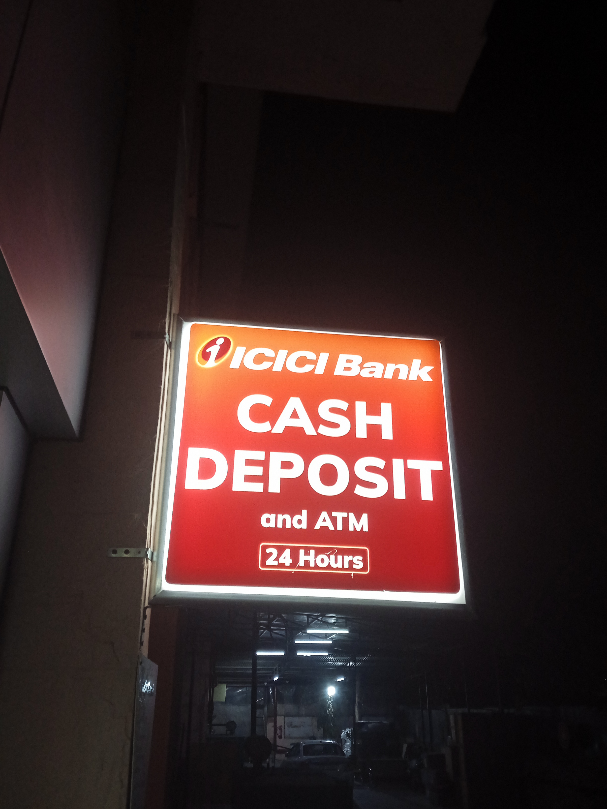 ICICI Bank
CASH
DEPOSIT
and ATM
24 Hours